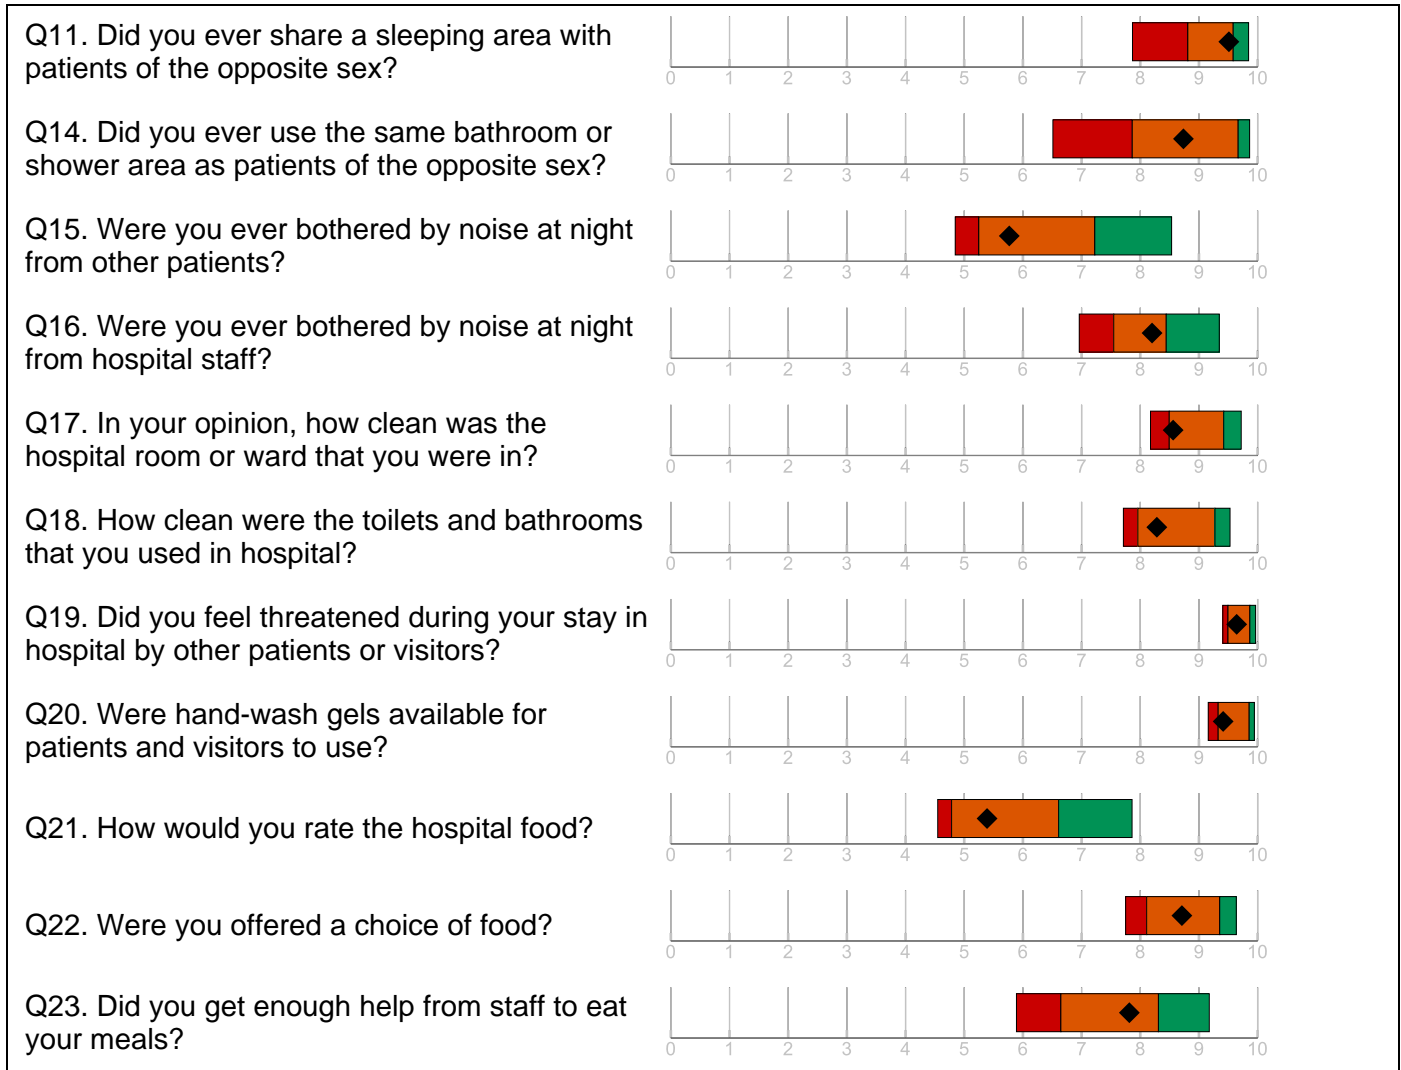 Q11. Did you ever share a sleeping area with
patients of the opposite sex?
0 1 2 3 4 5 6 7 8 9 10
Q14. Did you ever use the same bathroom or
shower area as patients of the opposite sex?
0 1 2 3 4 5 6 7 8 9 10
Q15. Were you ever bothered by noise at night
from other patients?
0 1 2 3 4 5 6 7 8 9 10
Q16. Were you ever bothered by noise at night
from hospital staff?
0 1 2 3 4 5 6 7 8 9 10
Q17. In your opinion, how clean was the
hospital room or ward that you were in?
0 1 2 3 4 5 6 7 8 9 10
Q18. How clean were the toilets and bathrooms
that you used in hospital?
0 1 2 3 4 5 6 7 8 9 10
Q19. Did you feel threatened during your stay in
hospital by other patients or visitors?
0 1 2 3 4 5 6 7 8 9 10
Q20. Were hand-wash gels available for
patients and visitors to use?
0 1 2 3 4 5 6 7 8 9 10
Q21. How would you rate the hospital food?
0 1 2 3 4 5 6 7 8 9 10
Q22. Were you offered a choice of food?
0 1 2 3 4 5 6 7 8 9 10
Q23. Did you get enough help from staff to eat
your meals?
0 1 2 3 4 5 6 7 8 9 10